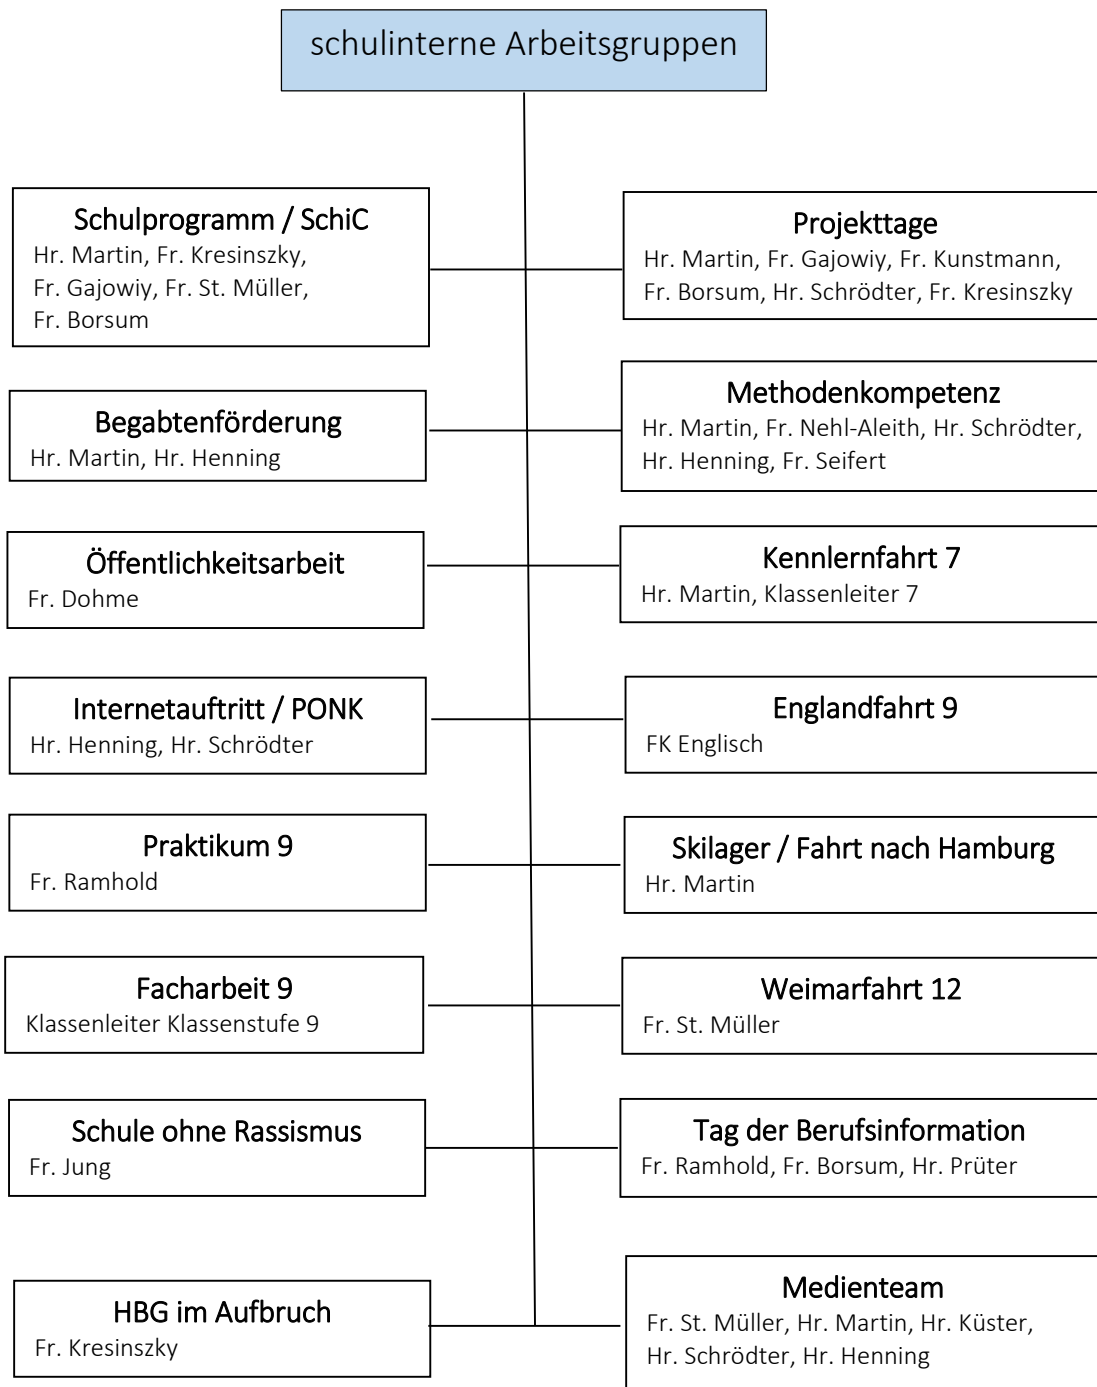 schulinterne Arbeitsgruppen
Schulprogramm / SchiC
Hr. Martin, Fr. Kresinszky,
Fr. Gajowiy, Fr. St. Müller,
Fr. Borsum
Projekttage
Hr. Martin, Fr. Gajowiy, Fr. Kunstmann,
Fr. Borsum, Hr. Schrödter, Fr. Kresinszky
Begabtenförderung
Hr. Martin, Hr. Henning
Methodenkompetenz
Hr. Martin, Fr. Nehl-Aleith, Hr. Schrödter,
Hr. Henning, Fr. Seifert
Öffentlichkeitsarbeit
Fr. Dohme
Kennlernfahrt 7
Hr. Martin, Klassenleiter 7
Internetauftritt / PONK
Hr. Henning, Hr. Schrödter
Englandfahrt 9
FK Englisch
Praktikum 9
Fr. Ramhold
Skilager / Fahrt nach Hamburg
Hr. Martin
Facharbeit 9
Klassenleiter Klassenstufe 9
Weimarfahrt 12
Fr. St. Müller
Schule ohne Rassismus
Fr. Jung
Tag der Berufsinformation
Fr. Ramhold, Fr. Borsum, Hr. Prüter
HBG im Aufbruch
Fr. Kresinszky
Medienteam
Fr. St. Müller, Hr. Martin, Hr. Küster,
Hr. Schrödter, Hr. Henning